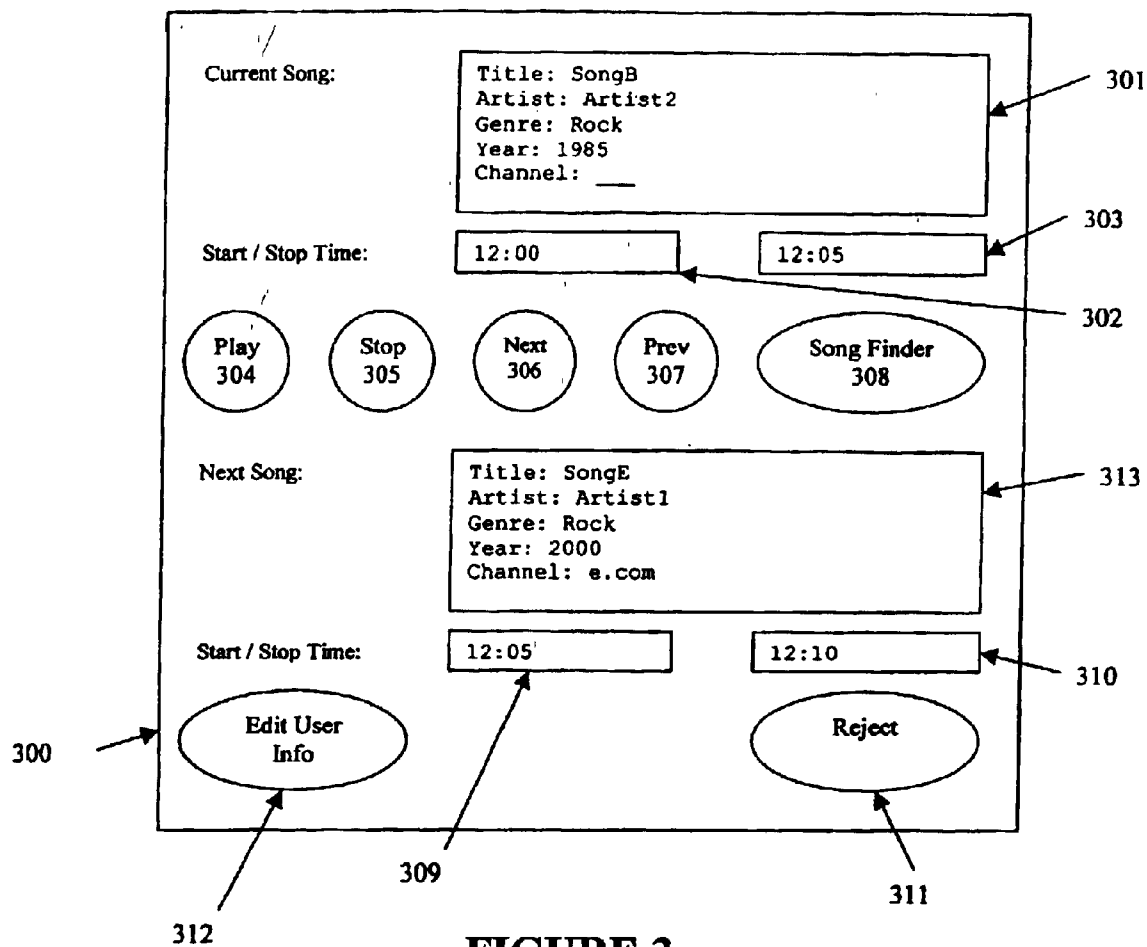 Current Song:
Title: SongB
Artist: Artist2
Genre: Rock
Year: 1985
Channel: ___
301
Start / Stop Time:
12:00
12:05
303
302
Play
304
Stop
305
Next
306
Prev
307
Song Finder
308
Next Song:
Title: SongE
Artist: Artist1
Genre: Rock
Year: 2000
Channel: e.com
313
Start / Stop Time:
12:05
12:10
310
Edit User
Info
Reject
300
309
311
312